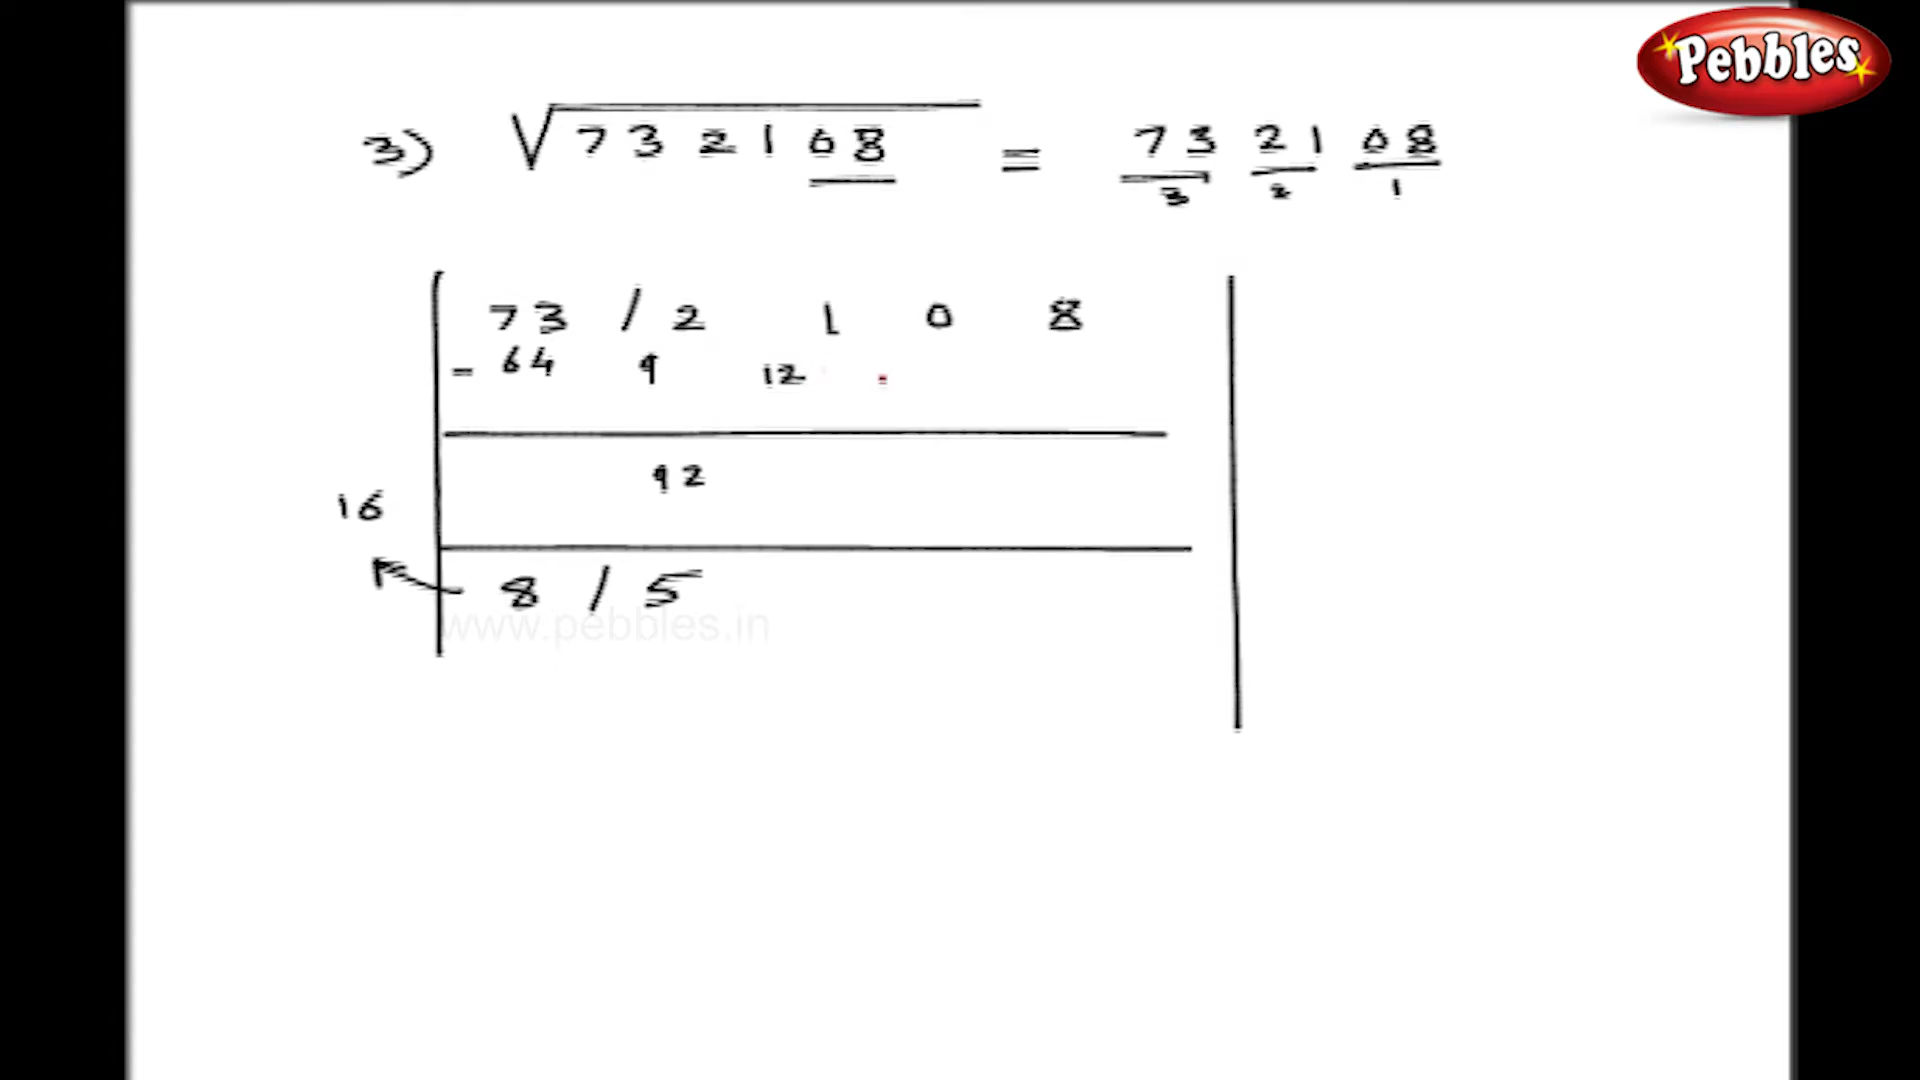 Pebbles
3) √732108 = 73 21 08
3 2 1
73 / 2 1 0 8
- 64 9 12
92
16
8 / 5
www.pebbles.in